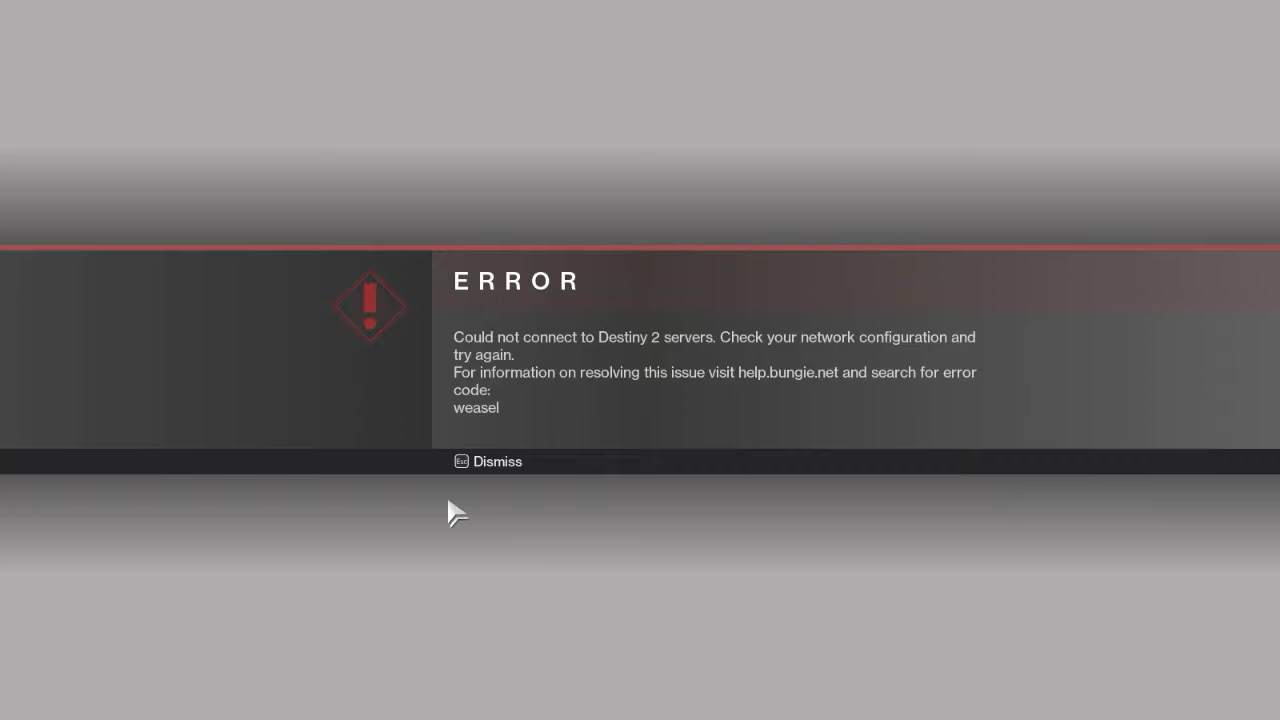 ERROR
Could not connect to Destiny 2 servers. Check your network configuration and
try again.
For information on resolving this issue visit help.bungie.net and search for error
code:
weasel
Esc Dismiss